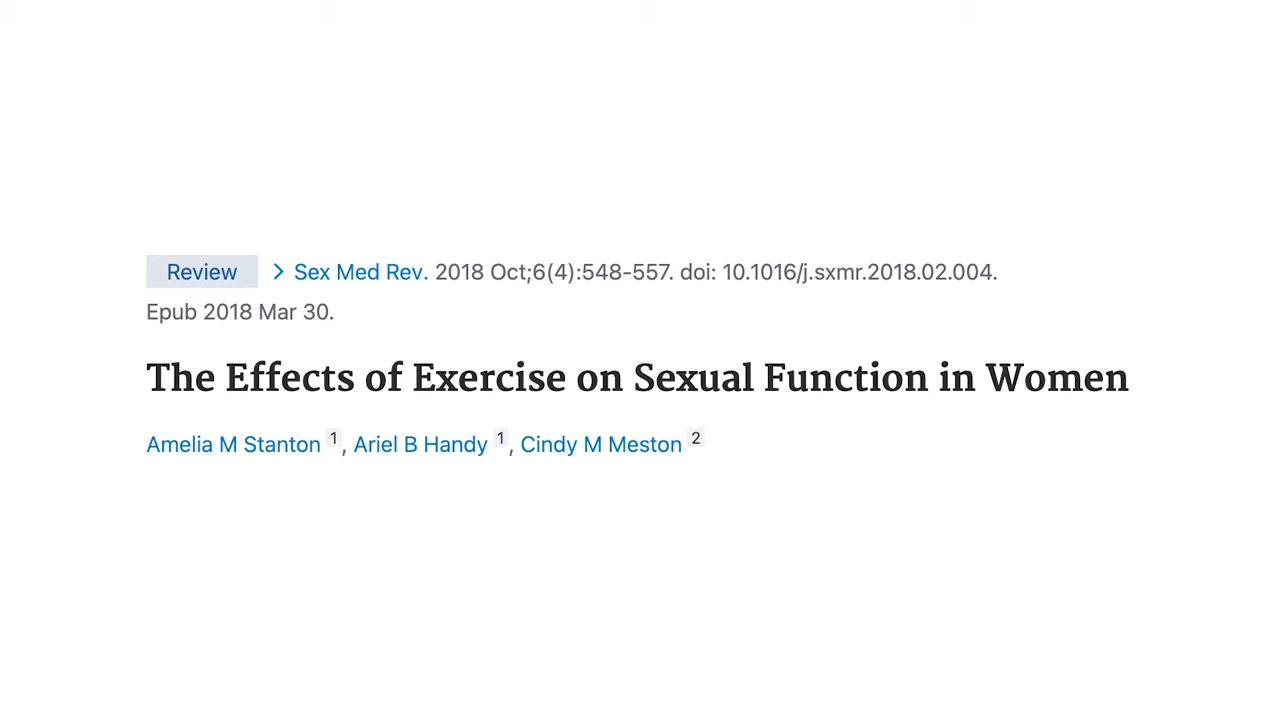 Review > Sex Med Rev. 2018 Oct;6(4):548-557. doi: 10.1016/j.sxmr.2018.02.004.
Epub 2018 Mar 30.
The Effects of Exercise on Sexual Function in Women
Amelia M Stanton 1, Ariel B Handy 1, Cindy M Meston 2